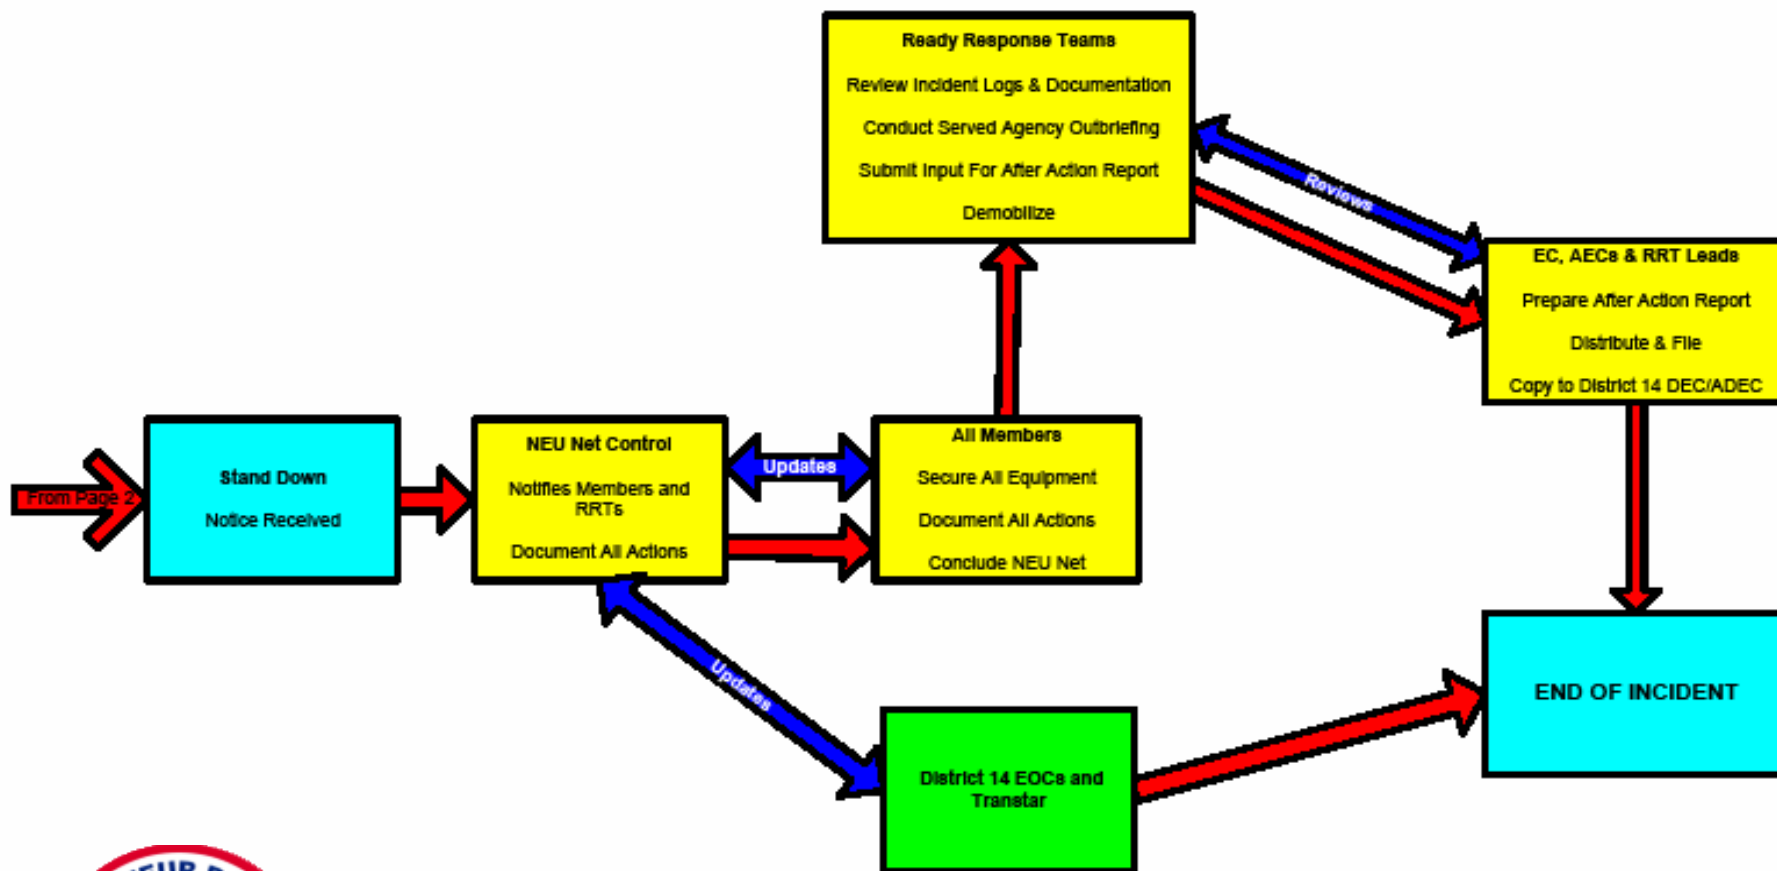 Ready Response Teams
Review Incident Logs & Documentation
Conduct Served Agency Outbriefing
Submit Input For After Action Report
Demobilize
Reviews
EC, AECs & RRT Leads
Prepare After Action Report
Distribute & File
Copy to District 14 DEC/ADEC
From Page 2
Stand Down
Notice Received
NEU Net Control
Notifies Members and
RRTs
Document All Actions
Updates
All Members
Secure All Equipment
Document All Actions
Conclude NEU Net
Updates
District 14 EOCs and
Transtar
END OF INCIDENT